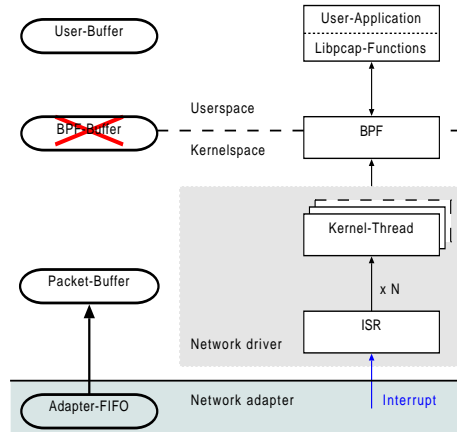 User-Buffer
User-Application
Libpcap-Functions
Userspace
BPF-Buffer
BPF
Kernelspace
Kernel-Thread
Packet-Buffer
x N
ISR
Network driver
Adapter-FIFO
Network adapter
Interrupt